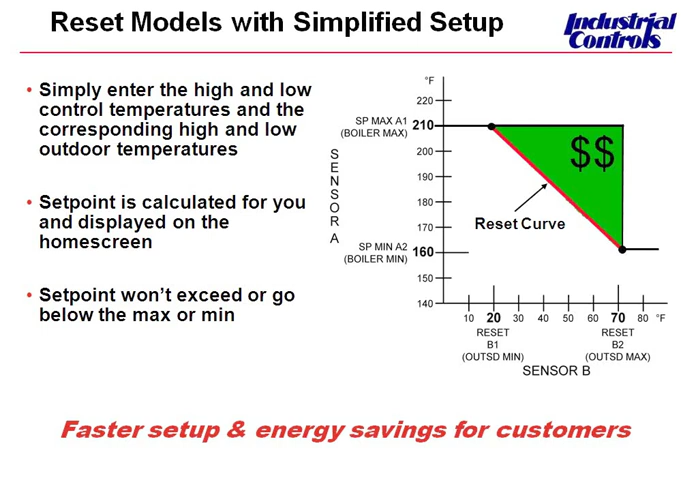 Reset Models with Simplified Setup
Industrial
Controls
• Simply enter the high and low
control temperatures and the
corresponding high and low
outdoor temperatures
• Setpoint is calculated for you
and displayed on the
homescreen
• Setpoint won't exceed or go
below the max or min
SENSOR A
°F
220
SP MAX A1
(BOILER MAX)
210
200
190
180
170
SP MIN A2
(BOILER MIN)
160
150
140
$$
Reset Curve
10 20 30 40 50 60 70 80 °F
RESET
B1
(OUTSD MIN)
RESET
B2
(OUTSD MAX)
SENSOR B
Faster setup & energy savings for customers